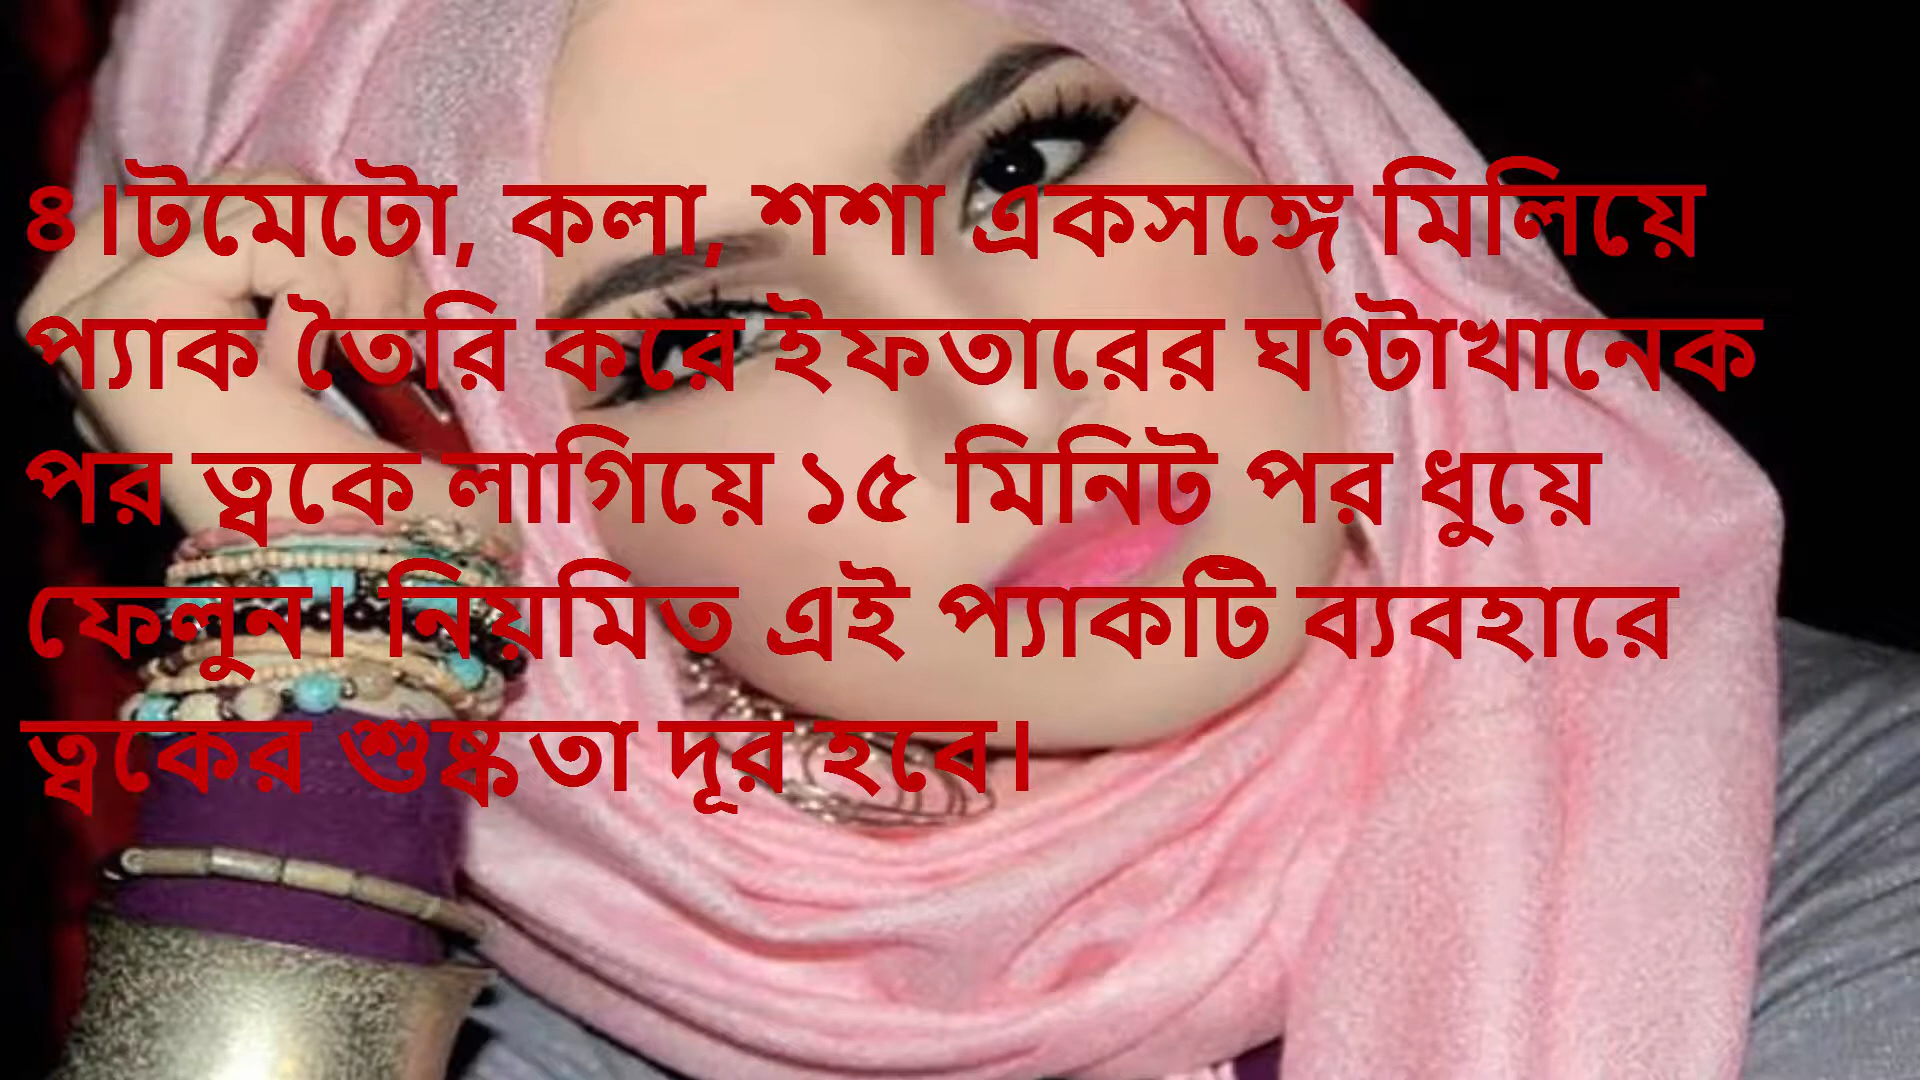 ৪।টমেটো, কলা, শশা একসঙ্গে মিলিয়ে
প্যাক তৈরি করে ইফতারের ঘণ্টাখানেক
পর ত্বকে লাগিয়ে ১৫ মিনিট পর ধুয়ে
ফেলুন। নিয়মিত এই প্যাকটি ব্যবহারে
ত্বকের শুষ্কতা দূর হবে।